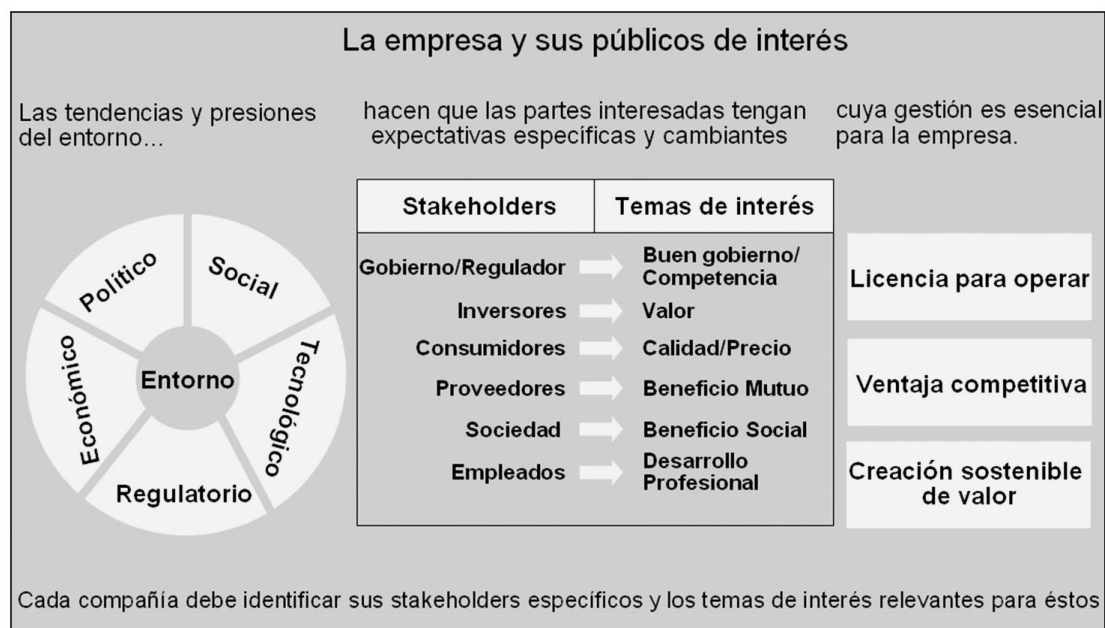 La empresa y sus públicos de interés
Las tendencias y presiones
del entorno…
hacen que las partes interesadas tengan
expectativas específicas y cambiantes
cuya gestión es esencial
para la empresa.
Político
Social
Tecnológico
Regulatorio
Económico
Entorno
Stakeholders
Temas de interés
Gobierno/Regulador
Buen gobierno/
Competencia
Inversores
Valor
Consumidores
Calidad/Precio
Proveedores
Beneficio Mutuo
Sociedad
Beneficio Social
Empleados
Desarrollo
Profesional
Licencia para operar
Ventaja competitiva
Creación sostenible
de valor
Cada compañía debe identificar sus stakeholders específicos y los temas de interés relevantes para éstos